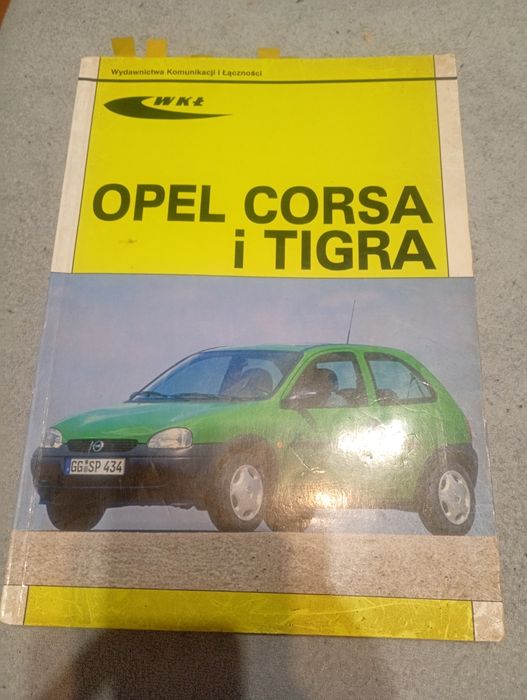 Wydawnictwa Komunikacji i Łączności
WKŁ
OPEL CORSA
i TIGRA
GG SP 434